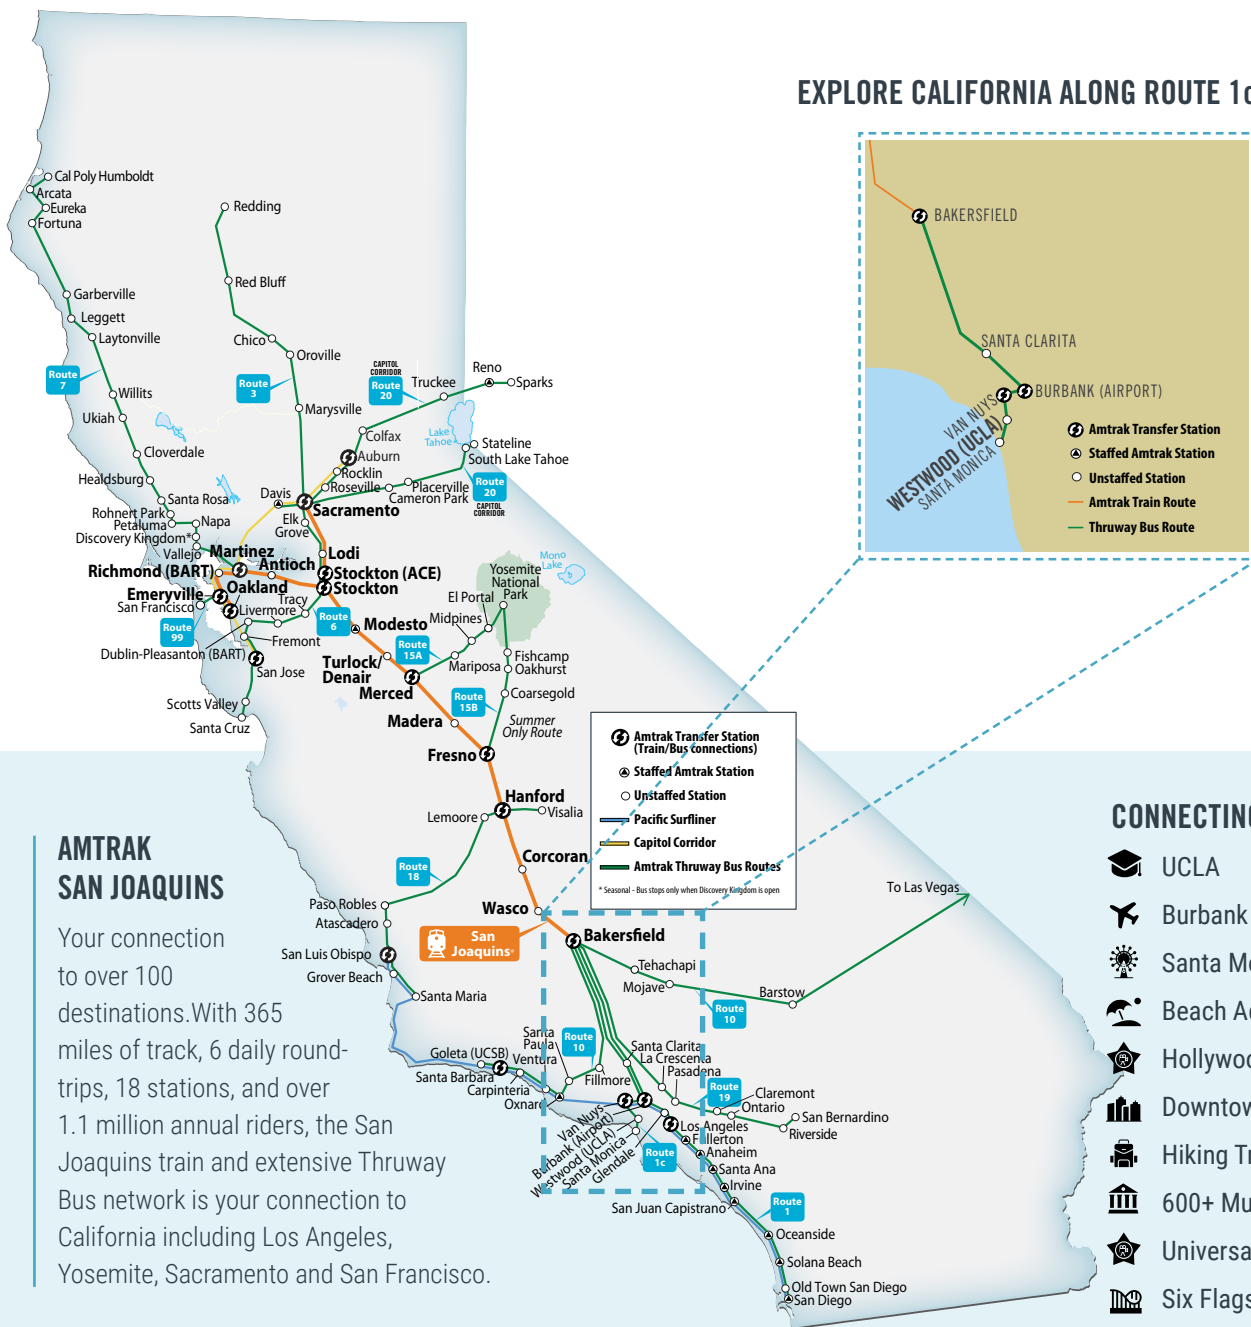 EXPLORE CALIFORNIA ALONG ROUTE 1c
BAKERSFIELD
SANTA CLARITA
BURBANK (AIRPORT)
VAN NUYS
WESTWOOD (UCLA)
SANTA MONICA
Amtrak Transfer Station
Staffed Amtrak Station
Unstaffed Station
Amtrak Train Route
Thruway Bus Route
Cal Poly Humboldt
Arcata
Eureka
Fortuna
Redding
Red Bluff
Garberville
Leggett
Laytonville
Chico
Oroville
Route
7
Route
3
CAPITOL
CORRIDOR
Route
20
Truckee
Reno
Sparks
Willits
Ukiah
Marysville
Colfax
Lake
Tahoe
Stateline
South Lake Tahoe
Cloverdale
Auburn
Rocklin
Roseville
Placerville
Cameron Park
Route
20
CAPITOL
CORRIDOR
Healdsburg
Santa Rosa
Davis
Sacramento
Rohnert Park
Petaluma
Napa
Discovery Kingdom*
Vallejo
Elk
Grove
Martinez
Antioch
Lodi
Richmond (BART)
Stockton (ACE)
Stockton
Mono
Lake
Yosemite
National
Park
Emeryville
Oakland
San Francisco
Livermore
Tracy
El Portal
Route
99
Route
6
Modesto
Midpines
Fremont
Route
15A
Dublin-Pleasanton (BART)
San Jose
Turlock/
Denair
Mariposa
Fishcamp
Oakhurst
Merced
Coarsegold
Route
15B
Scotts Valley
Santa Cruz
Madera
Summer
Only Route
Fresno
Amtrak Transfer Station
(Train/Bus connections)
Staffed Amtrak Station
Unstaffed Station
Pacific Surfliner
Capitol Corridor
Amtrak Thruway Bus Routes
* Seasonal - Bus stops only when Discovery Kingdom is open
Hanford
Lemoore
Visalia
Corcoran
Route
18
Wasco
Paso Robles
Atascadero
San Luis Obispo
Grover Beach
Santa Maria
San
Joaquins®
Bakersfield
Tehachapi
Mojave
Barstow
To Las Vegas
Route
10
Santa
Paula
Route
10
Santa Clarita
La Crescenta
Pasadena
Goleta (UCSB)
Ventura
Santa Barbara
Carpinteria
Oxnard
Fillmore
Route
19
Claremont
Ontario
San Bernardino
Riverside
Van Nuys
Burbank (Airport)
Westwood (UCLA)
Santa Monica
Glendale
Los Angeles
Fullerton
Anaheim
Route
1c
Santa Ana
Irvine
San Juan Capistrano
Route
1
Oceanside
Solana Beach
Old Town San Diego
San Diego
AMTRAK
SAN JOAQUINS
Your connection
to over 100
destinations.With 365
miles of track, 6 daily round-
trips, 18 stations, and over
1.1 million annual riders, the San
Joaquins train and extensive Thruway
Bus network is your connection to
California including Los Angeles,
Yosemite, Sacramento and San Francisco.
CONNECTING
UCLA
Burbank
Santa Mo
Beach Ac
Hollywoo
Downtow
Hiking Tr
600+ Mu
Universa
Six Flags